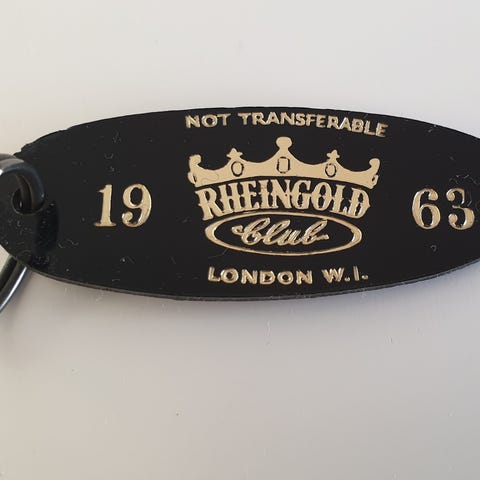 NOT TRANSFERABLE
19 RHEINGOLD 63
Club
LONDON W.I.